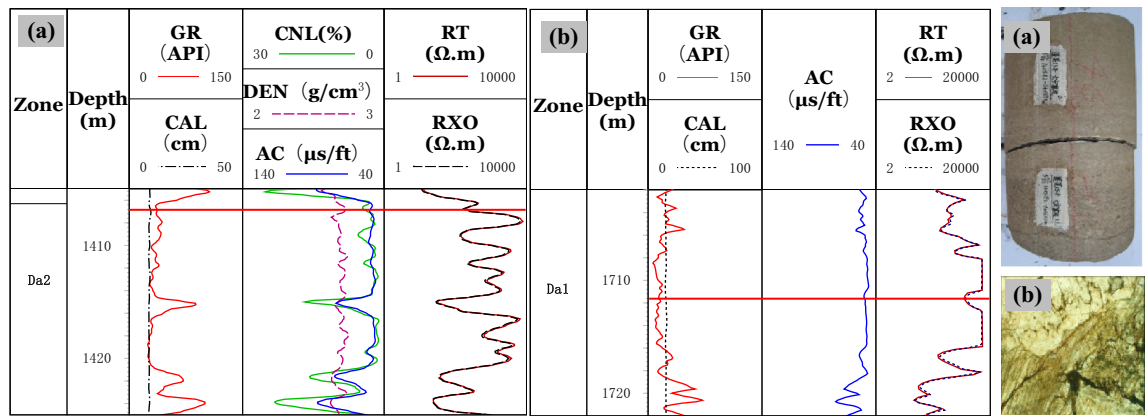 (a)
Zone
Depth
(m)
GR
(API)
0 150
CAL
(cm)
0 50
CNL(%)
30 0
DEN (g/cm³)
2 3
AC (μs/ft)
140 40
RT
(Ω.m)
1 10000
RXO
(Ω.m)
1 10000
Da2
1410
1420
(b)
Zone
Depth
(m)
GR
(API)
0 150
CAL
(cm)
0 100
AC
(μs/ft)
140 40
RT
(Ω.m)
2 20000
RXO
(Ω.m)
2 20000
Da1
1710
1720
(a)
(b)